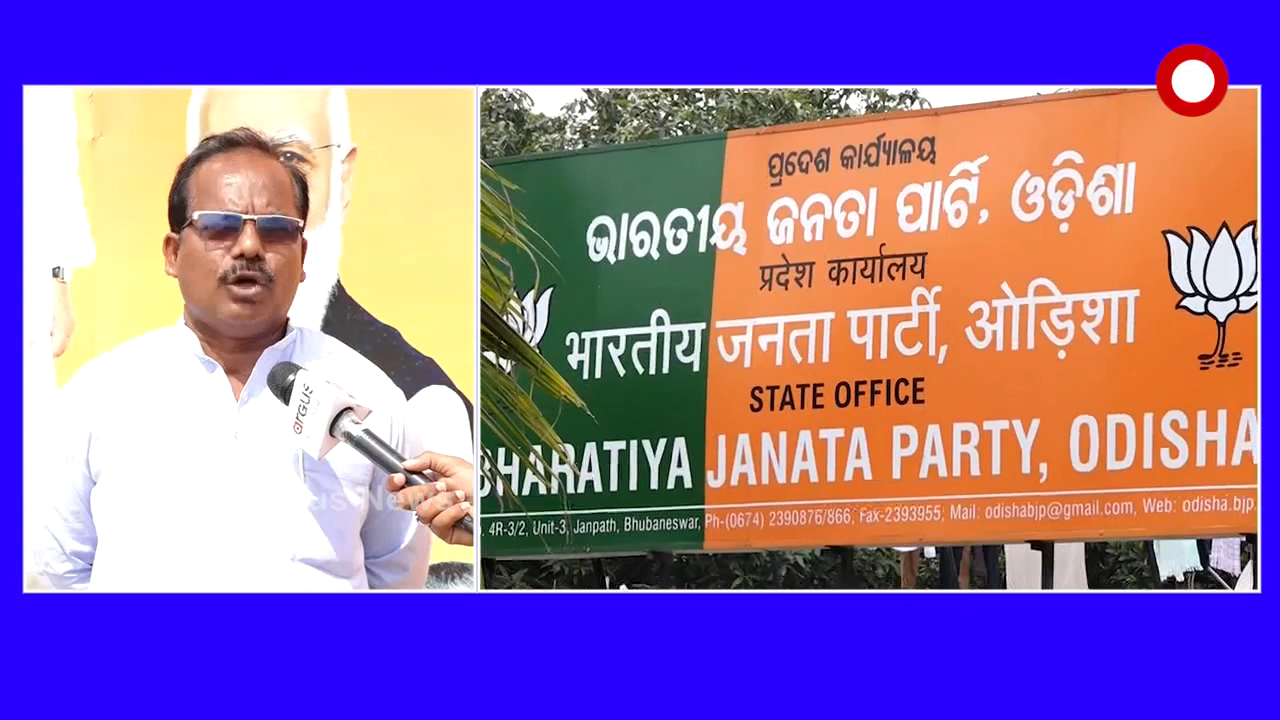 argus
ପ୍ରଦେଶ କାର୍ଯ୍ୟାଳୟ
ଭାରତୀୟ ଜନତା ପାର୍ଟି, ଓଡ଼ିଶା
प्रदेश कार्यालय
भारतीय जनता पार्टी, ओड़िशा
STATE OFFICE
BHARATIYA JANATA PARTY, ODISHA
4R-3/2, Unit-3, Janpath, Bhubaneswar, Ph-(0674) 2390876/866, Fax-2393955; Mail: odishabjp@gmail.com, Web: odisha.bjp.
News